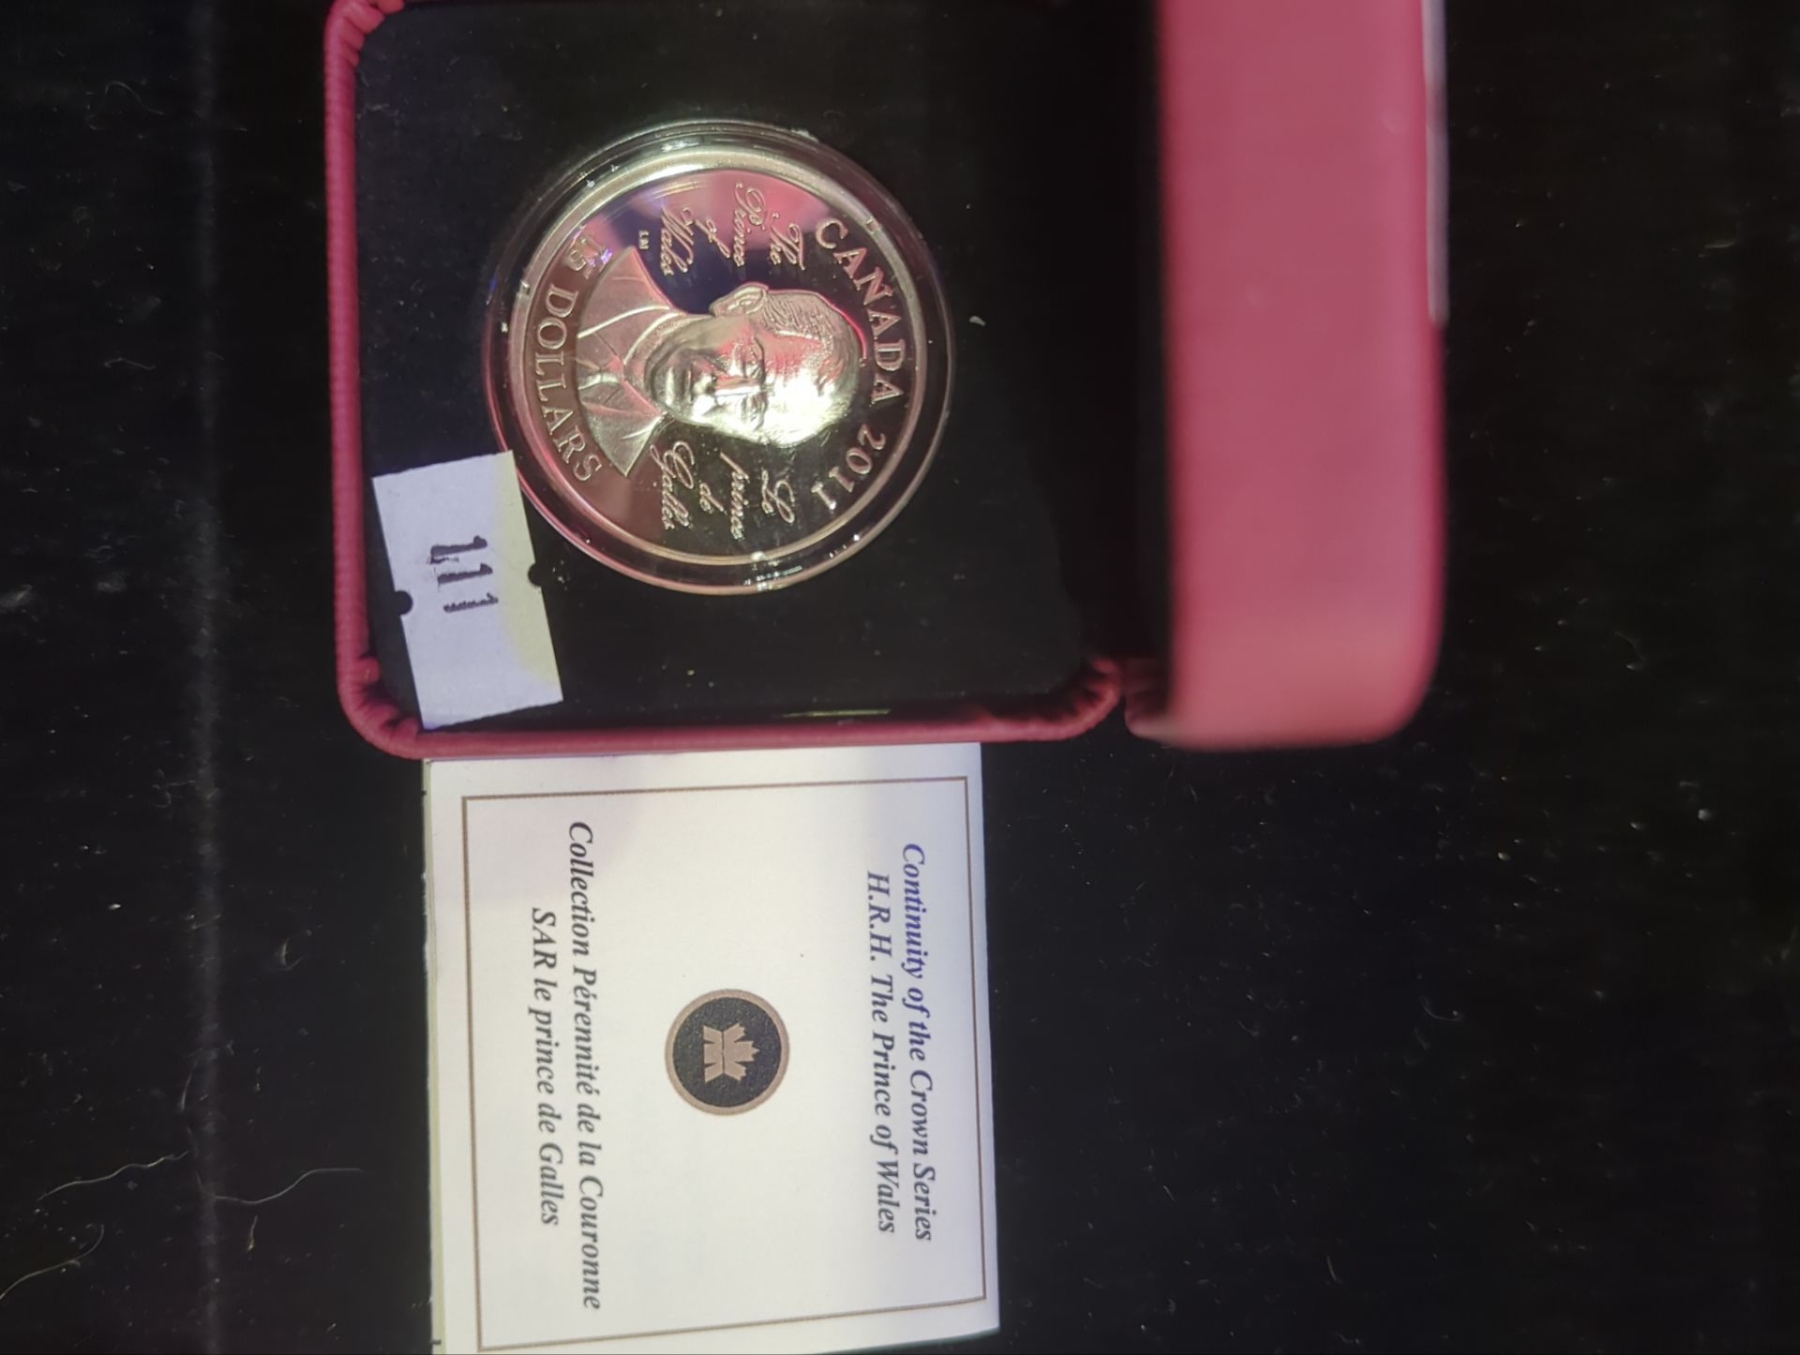 CANADA 2011
The
Prince
of
Wales
LBI
Le
prince
de
Galles
15 DOLLARS
111
Continuity of the Crown Series
H.R.H. The Prince of Wales
Collection Pérennité de la Couronne
SAR le prince de Galles